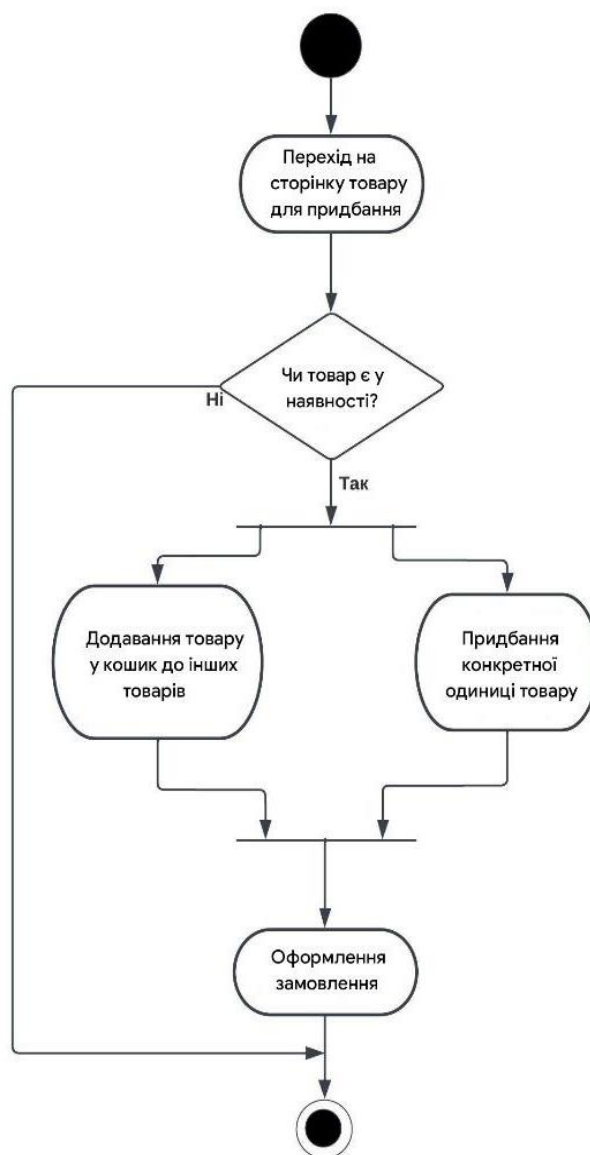 Перехід на
сторінку товару
для придбання
Чи товар є у
наявності?
Ні
Так
Додавання товару
у кошик до інших
товарів
Придбання
конкретної
одиниці товару
Оформлення
замовлення